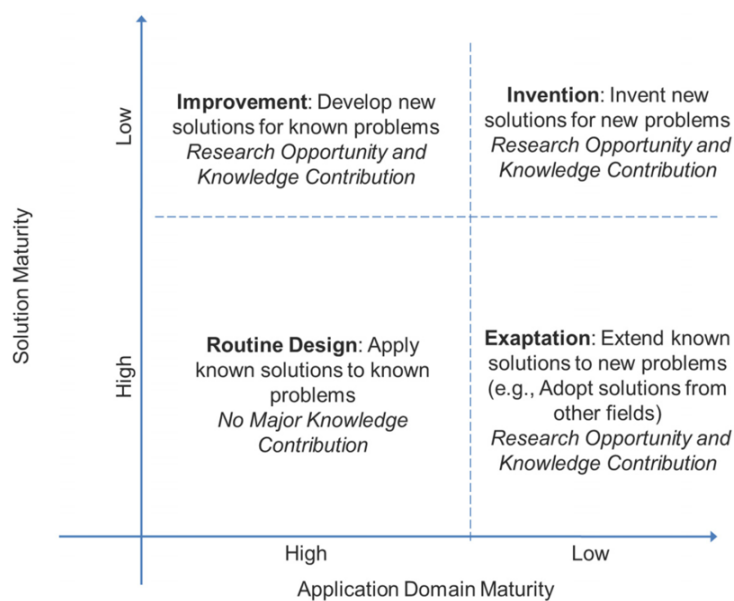 Improvement: Develop new
solutions for known problems
Research Opportunity and
Knowledge Contribution
Invention: Invent new
solutions for new problems
Research Opportunity and
Knowledge Contribution
Low
Solution Maturity
High
Routine Design: Apply
known solutions to known
problems
No Major Knowledge
Contribution
Exaptation: Extend known
solutions to new problems
(e.g., Adopt solutions from
other fields)
Research Opportunity and
Knowledge Contribution
High
Low
Application Domain Maturity